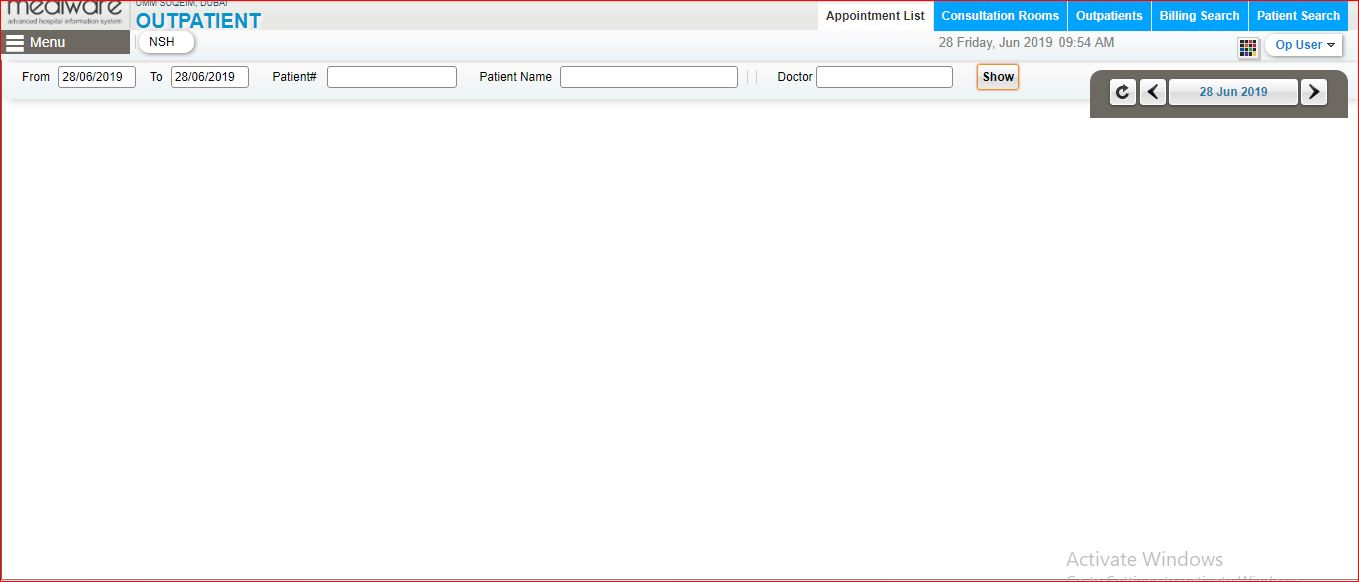 mediware
advanced hospital information system
UMM SUQEIM, DUBAI
OUTPATIENT
Appointment List
Consultation Rooms
Outpatients
Billing Search
Patient Search
Menu
NSH
28 Friday, Jun 2019 09:54 AM
Op User
From 28/06/2019 To 28/06/2019 Patient# Patient Name Doctor Show
28 Jun 2019
Activate Windows